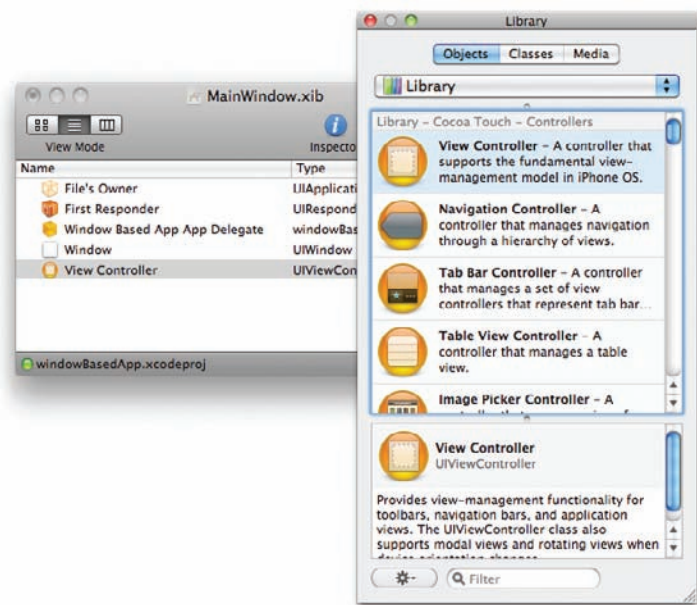 MainWindow.xib
View Mode
Inspecto
Name
Type
File's Owner
UIApplicati
First Responder
UIRespond
Window Based App App Delegate
windowBas
Window
UIWindow
View Controller
UIViewCon
windowBasedApp.xcodeproj
Library
Objects
Classes
Media
Library
Library – Cocoa Touch – Controllers
View Controller – A controller that
supports the fundamental view-
management model in iPhone OS.
Navigation Controller – A
controller that manages navigation
through a hierarchy of views.
Tab Bar Controller – A controller
that manages a set of view
controllers that represent tab bar...
Table View Controller – A
controller that manages a table
view.
Image Picker Controller – A
View Controller
UIViewController
Provides view-management functionality for
toolbars, navigation bars, and application
views. The UIViewController class also
supports modal views and rotating views when
device orientation changes
Filter